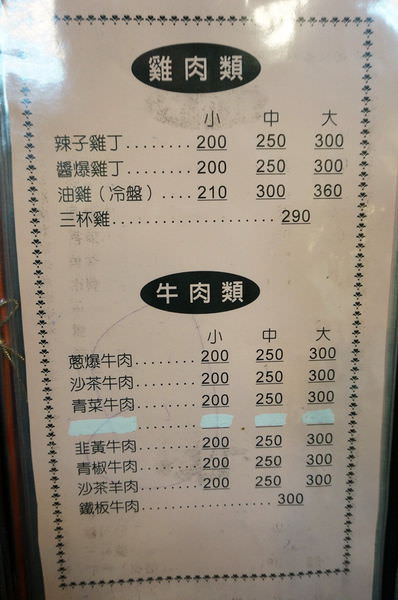 雞肉類
小 中 大
辣子雞丁........ 200 250 300
醬爆雞丁........ 200 250 300
油雞(冷盤)..... 210 300 360
三杯雞..................... 290
牛肉類
小 中 大
蔥爆牛肉........ 200 250 300
沙茶牛肉........ 200 250 300
青菜牛肉........ 200 250 300
........
韭黃牛肉........ 200 250 300
青椒牛肉........ 200 250 300
沙茶羊肉........ 200 250 300
鐵板牛肉................. 300